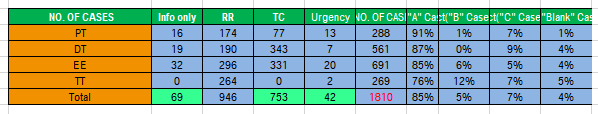 NO. OF CASES Info only RR TC Urgency NO. OF CAS "A" Cas "B" Case "C" Case "Blank" Cas
PT 16 174 77 13 288 91% 1% 7% 1%
DT 19 190 343 7 561 87% 0% 9% 4%
EE 32 296 331 20 691 85% 6% 5% 4%
TT 0 264 0 2 269 76% 12% 7% 5%
Total 69 946 753 42 1810 85% 5% 7% 4%